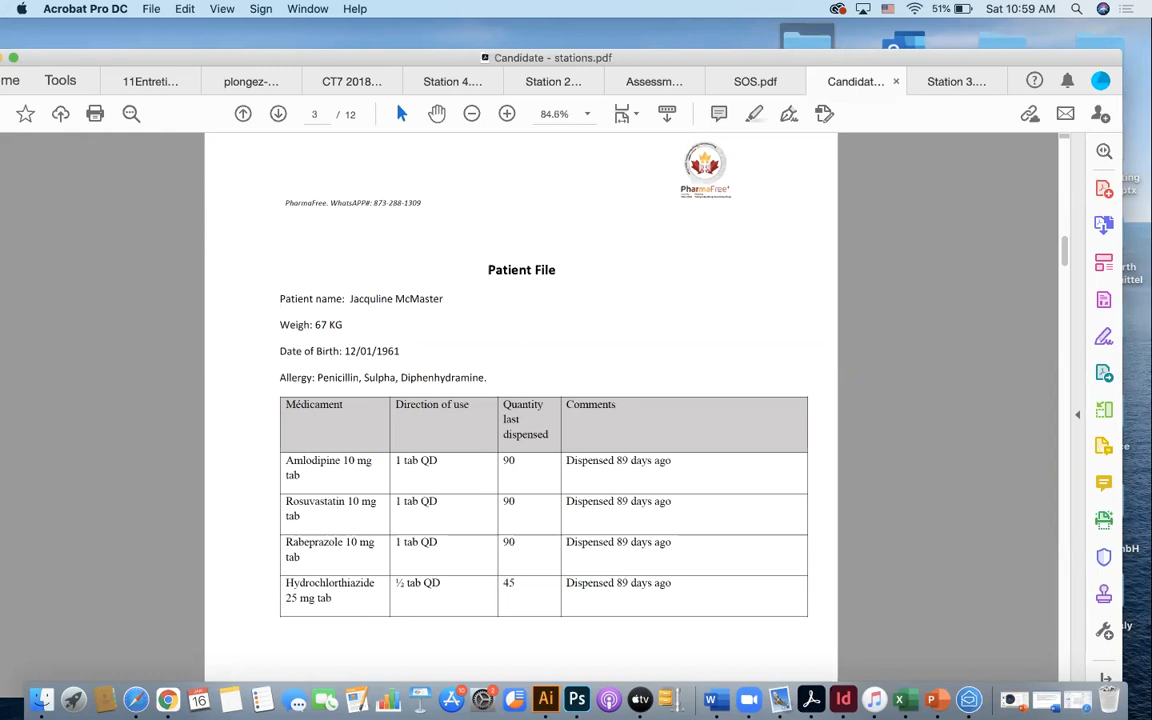 Acrobat Pro DC File Edit View Sign Window Help 51% Sat 10:59 AM
Candidate - stations.pdf
me Tools 11Entreti... plongez-... CT7 2018... Station 4.... Station 2... Assessm... SOS.pdf Candidat... × Station 3....
3 / 12 84.6%
PharmaFree+
PharmaFree. WhatsAPP#: 873-288-1309
Patient File
Patient name: Jacquline McMaster
Weigh: 67 KG
Date of Birth: 12/01/1961
Allergy: Penicillin, Sulpha, Diphenhydramine.
Médicament Direction of use Quantity last dispensed Comments
Amlodipine 10 mg tab 1 tab QD 90 Dispensed 89 days ago
Rosuvastatin 10 mg tab 1 tab QD 90 Dispensed 89 days ago
Rabeprazole 10 mg tab 1 tab QD 90 Dispensed 89 days ago
Hydrochlorthiazide 25 mg tab ½ tab QD 45 Dispensed 89 days ago